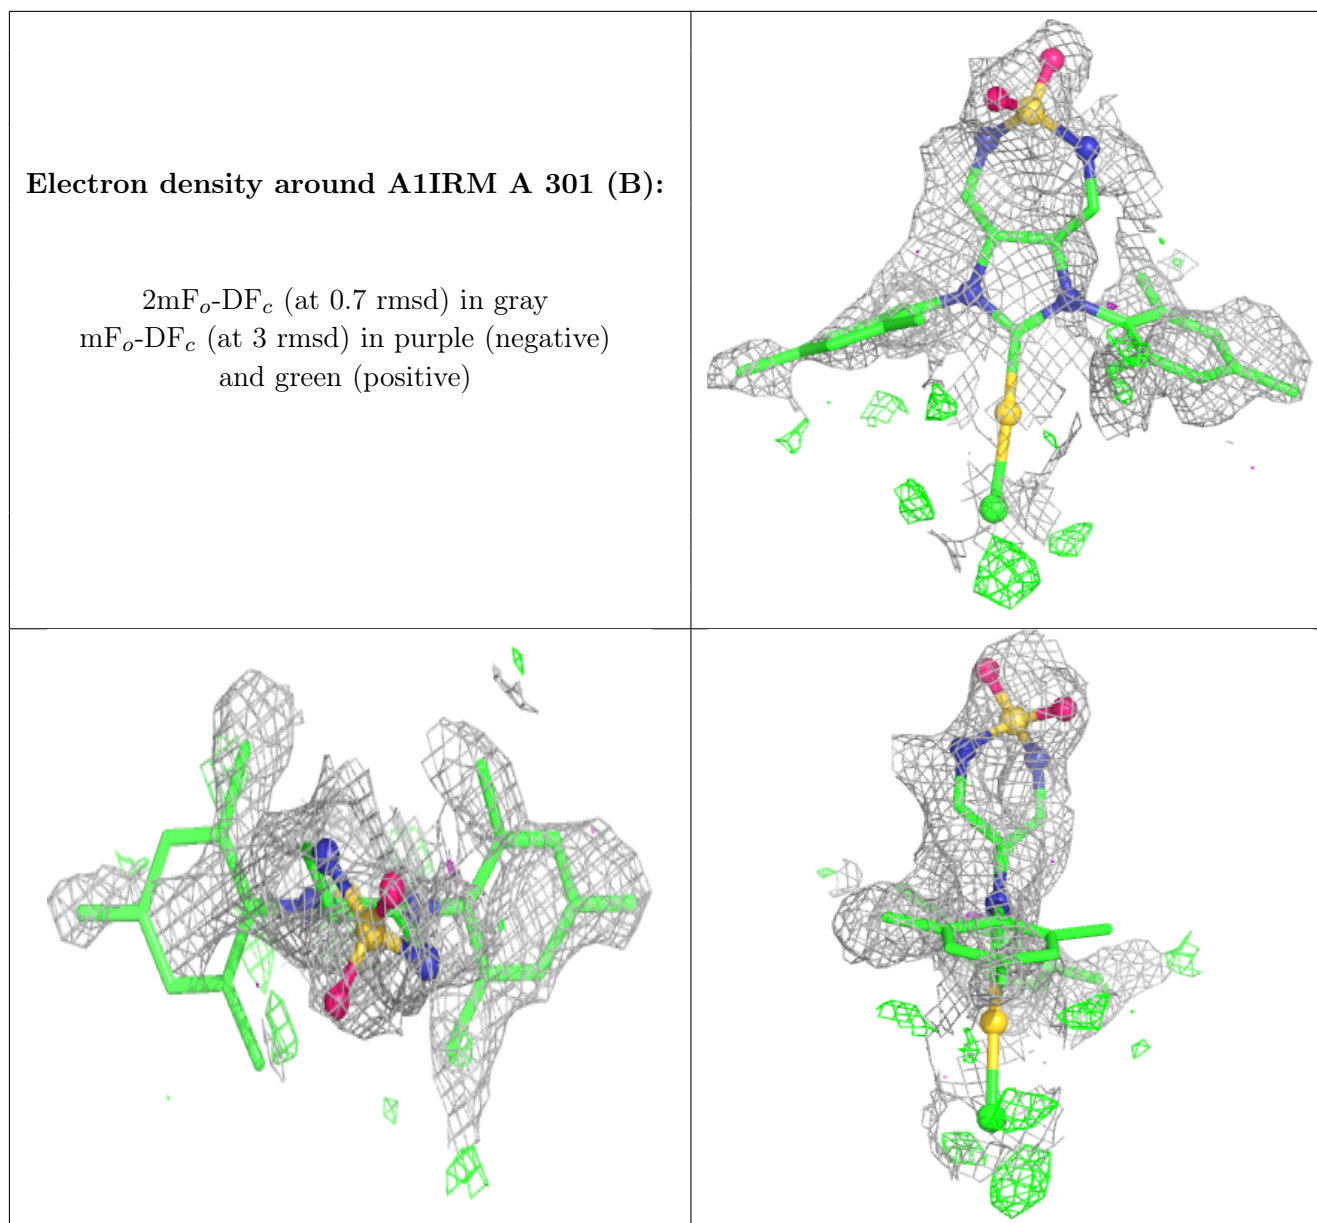 Electron density around A1IRM A 301 (B):
2mFo-DFc (at 0.7 rmsd) in gray
mFo-DFc (at 3 rmsd) in purple (negative)
and green (positive)